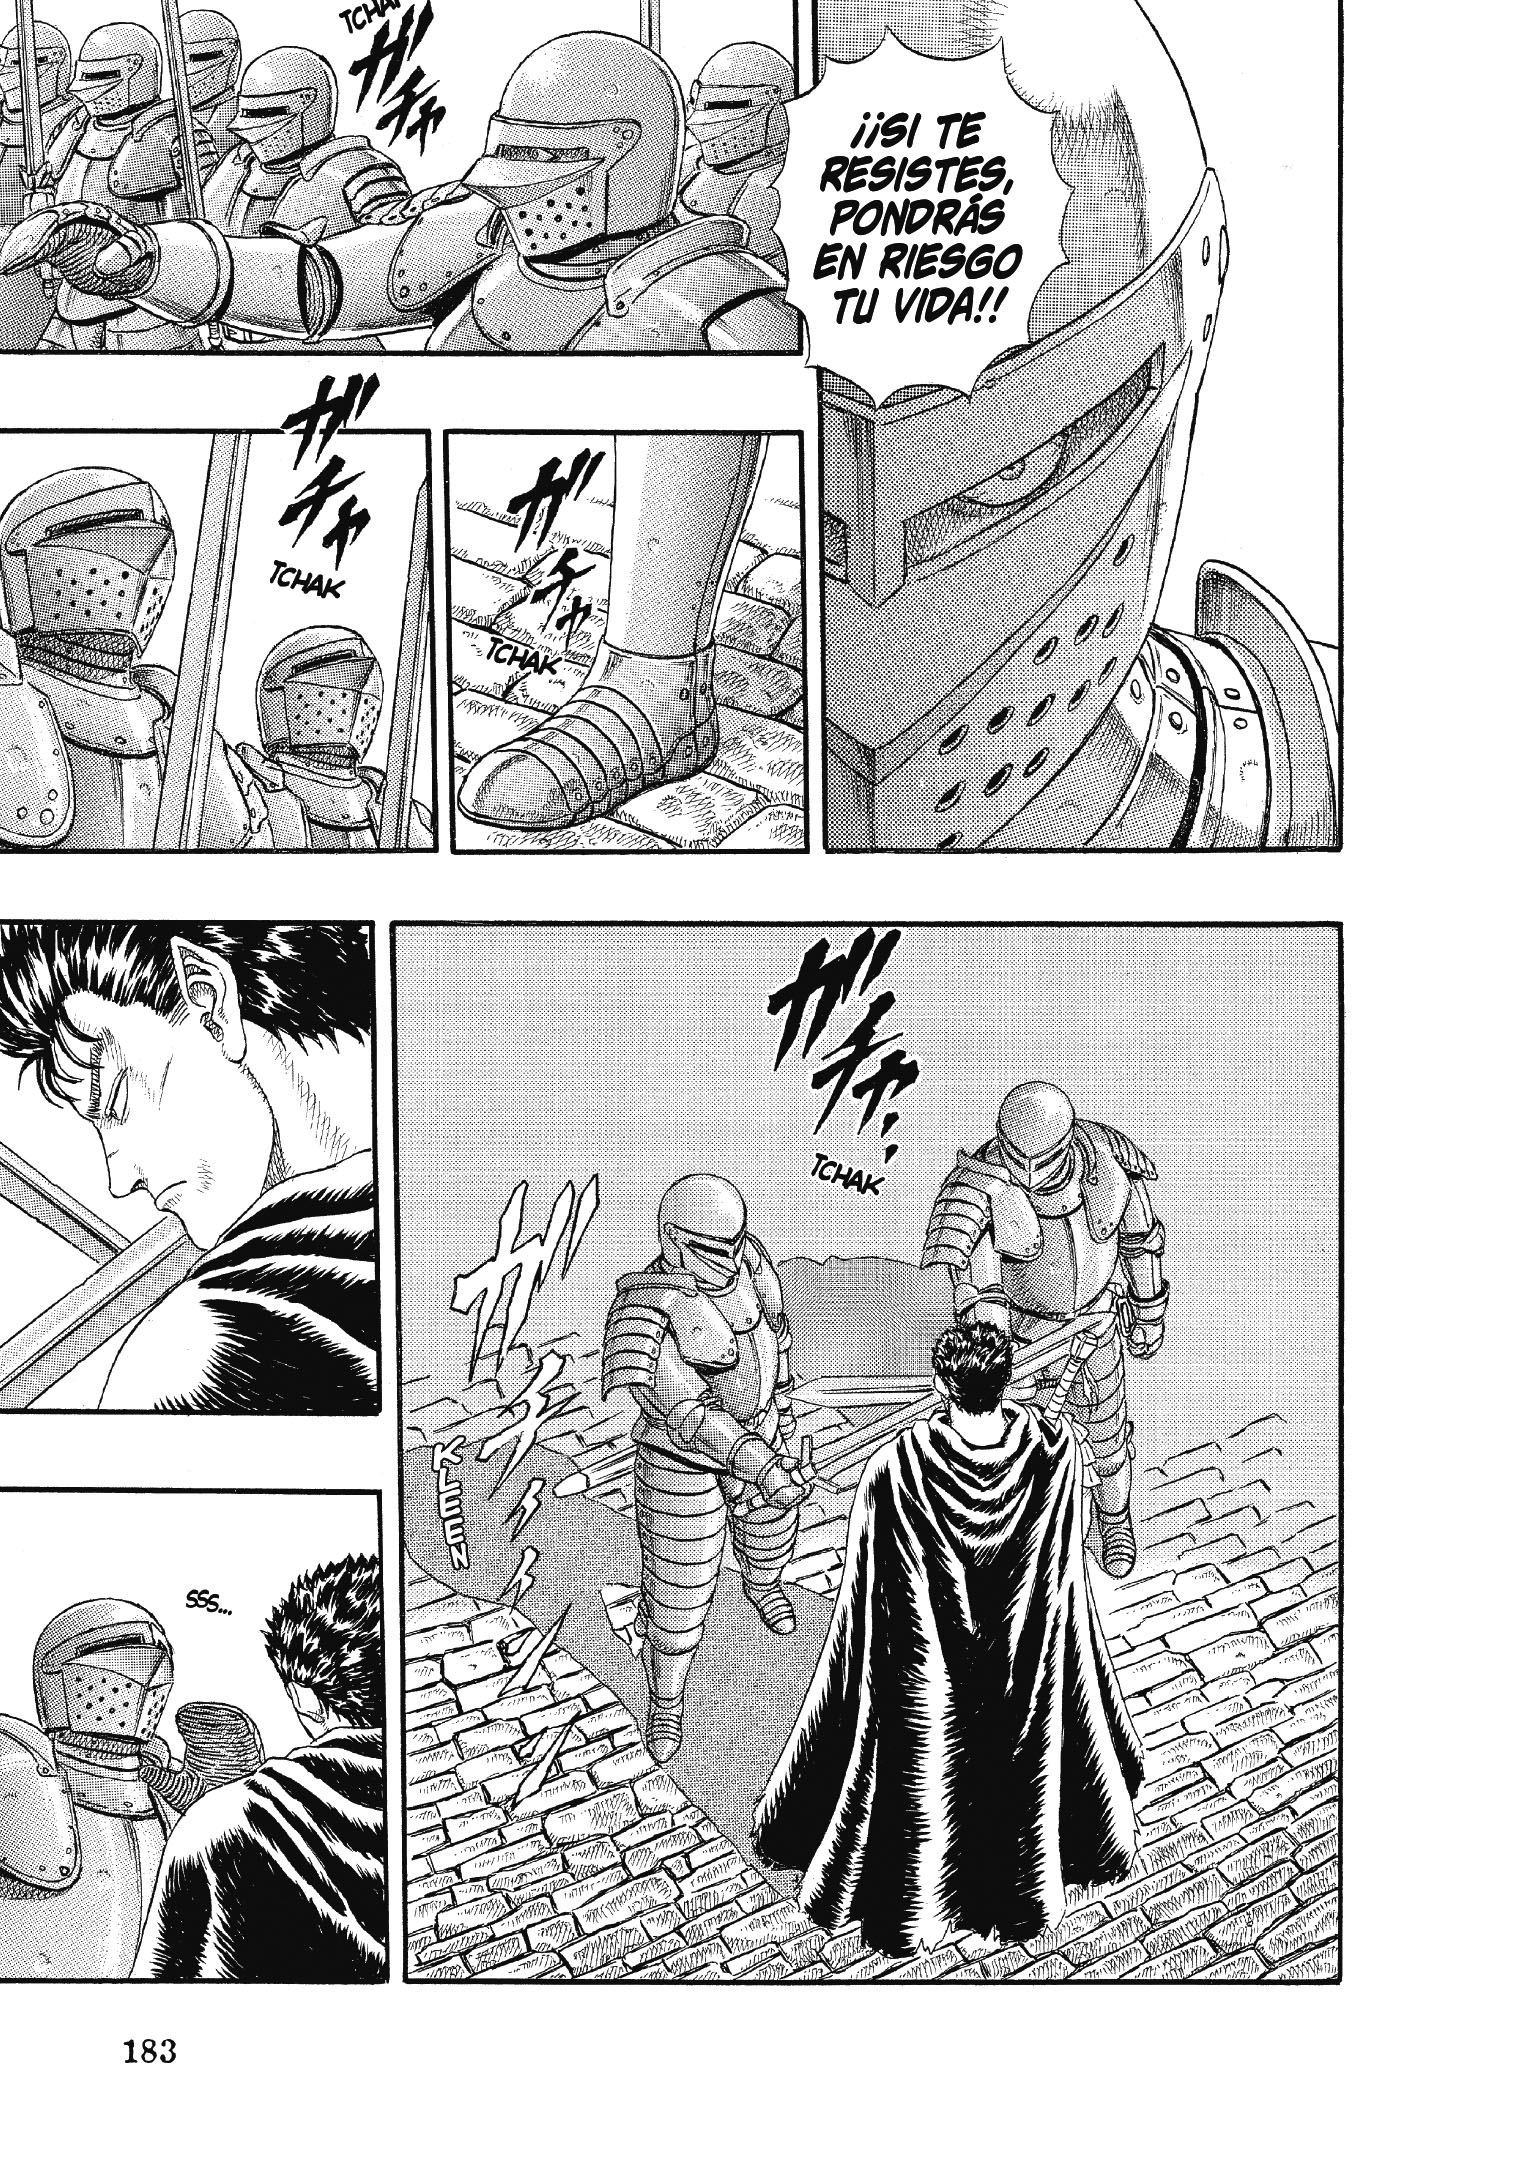 ¡¡SI TE
RESISTES,
PONDRÁS
EN RIESGO
TU VIDA!!
TCHAK
ガチャ
ガチャ
TCHAK
ガチャ
TCHAK
ガチャ
TCHAK
KLEEN
SSS...
183